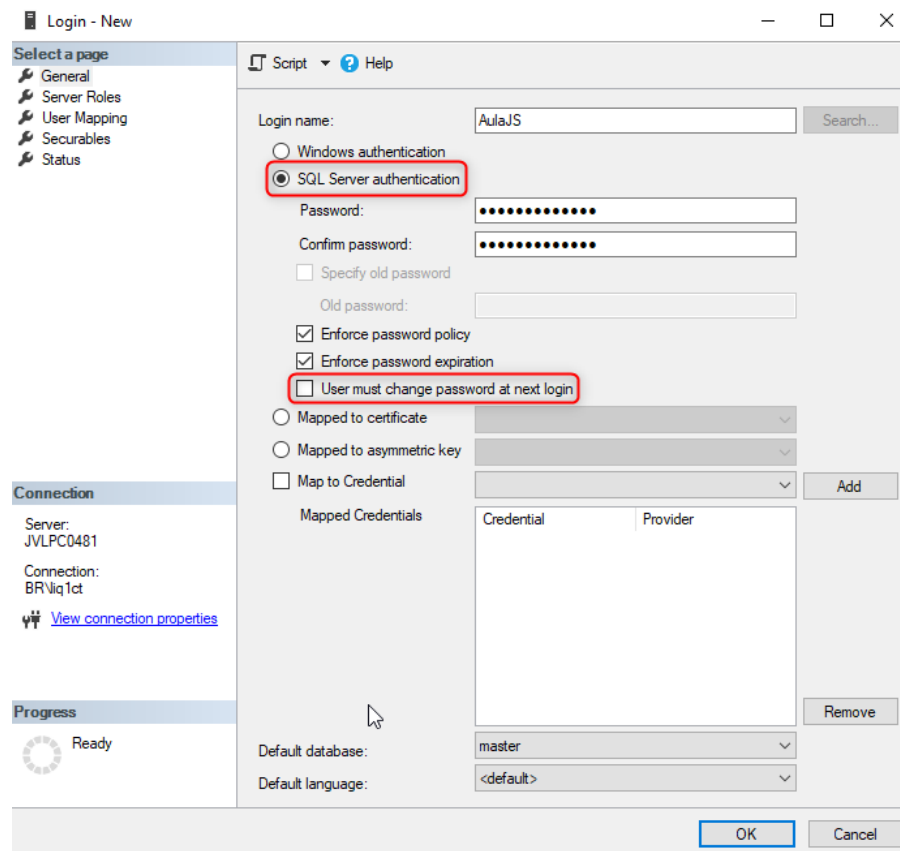 Login - New
Select a page
General
Server Roles
User Mapping
Securables
Status
Connection
Server:
JVLPC0481
Connection:
BR\liq1ct
View connection properties
Progress
Ready
Script
Help
Login name:
AulaJS
Search...
Windows authentication
SQL Server authentication
Password:
●●●●●●●●●●●●●
Confirm password:
●●●●●●●●●●●●●
Specify old password
Old password:
Enforce password policy
Enforce password expiration
User must change password at next login
Mapped to certificate
Mapped to asymmetric key
Map to Credential
Add
Mapped Credentials
Credential Provider
Remove
Default database:
master
Default language:
<default>
OK
Cancel